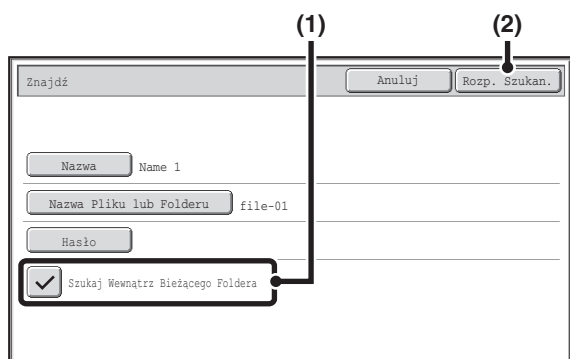 (1) (2)
Znajdź Anuluj Rozp. Szukan.
Nazwa Name 1
Nazwa Pliku lub Folderu file-01
Hasło
Szukaj Wewnątrz Bieżącego Foldera